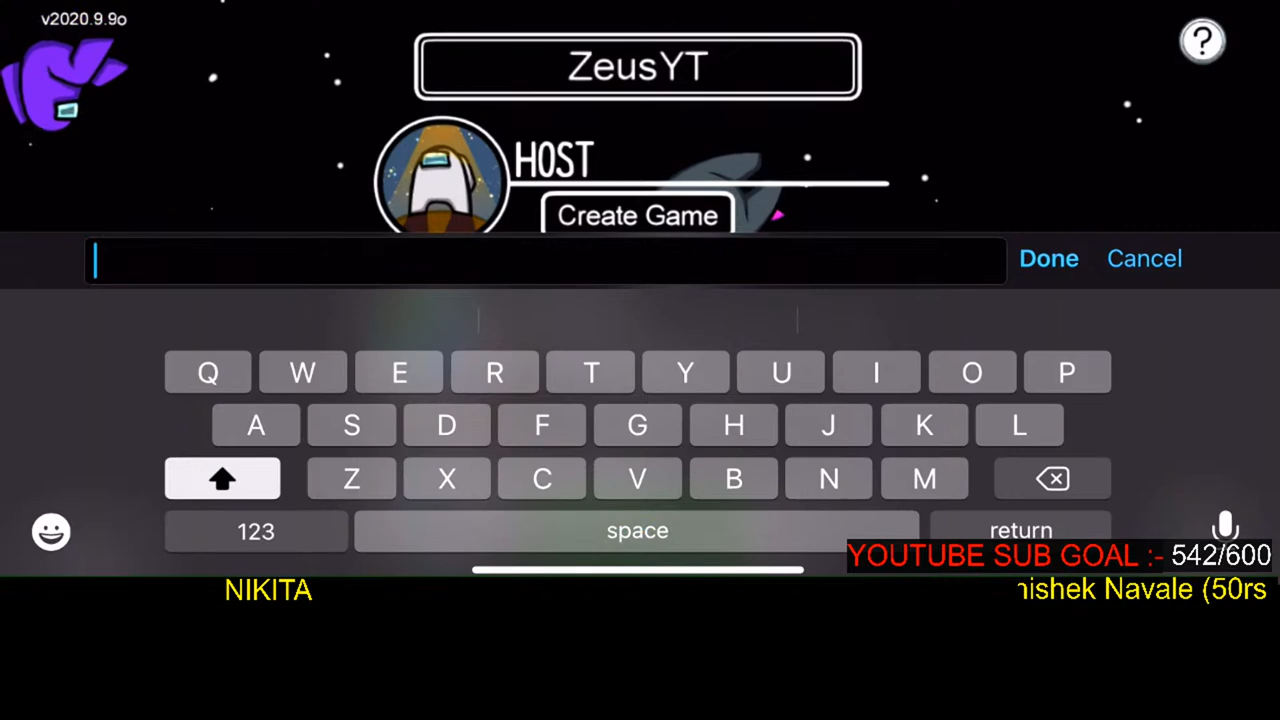 v2020.9.9o
?
ZeusYT
HOST
Create Game
Done Cancel
Q W E R T Y U I O P
A S D F G H J K L
Z X C V B N M
123 space return
YOUTUBE SUB GOAL :- 542/600
NIKITA
Navale (50rs